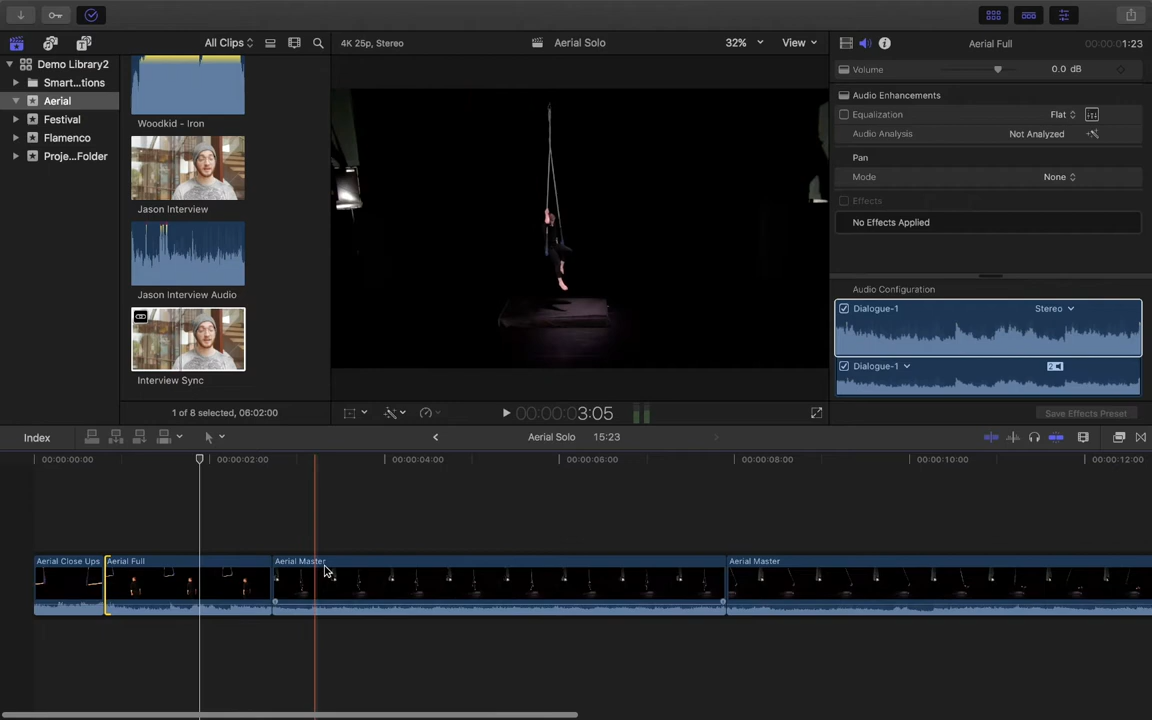 All Clips
4K 25p, Stereo
Aerial Solo
32%
View
Aerial Full
00:00:01:23
Demo Library2
Smart...tions
Aerial
Festival
Flamenco
Proje...Folder
Woodkid - Iron
Jason Interview
Jason Interview Audio
Interview Sync
1 of 8 selected, 06:02:00
00:00:03:05
Volume
0.0 dB
Audio Enhancements
Equalization
Flat
Audio Analysis
Not Analyzed
Pan
Mode
None
Effects
No Effects Applied
Audio Configuration
Dialogue-1
Stereo
Dialogue-1
2
Save Effects Preset
Index
Aerial Solo
15:23
00:00:00:00
00:00:02:00
00:00:04:00
00:00:06:00
00:00:08:00
00:00:10:00
00:00:12:00
Aerial Close Ups
Aerial Full
Aerial Master
Aerial Master